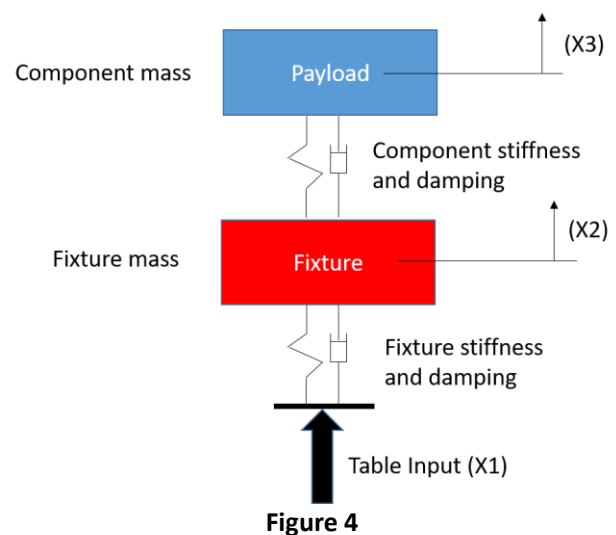 Component mass
Payload
(X3)
Component stiffness
and damping
(X2)
Fixture mass
Fixture
Fixture stiffness
and damping
Table Input (X1)
Figure 4